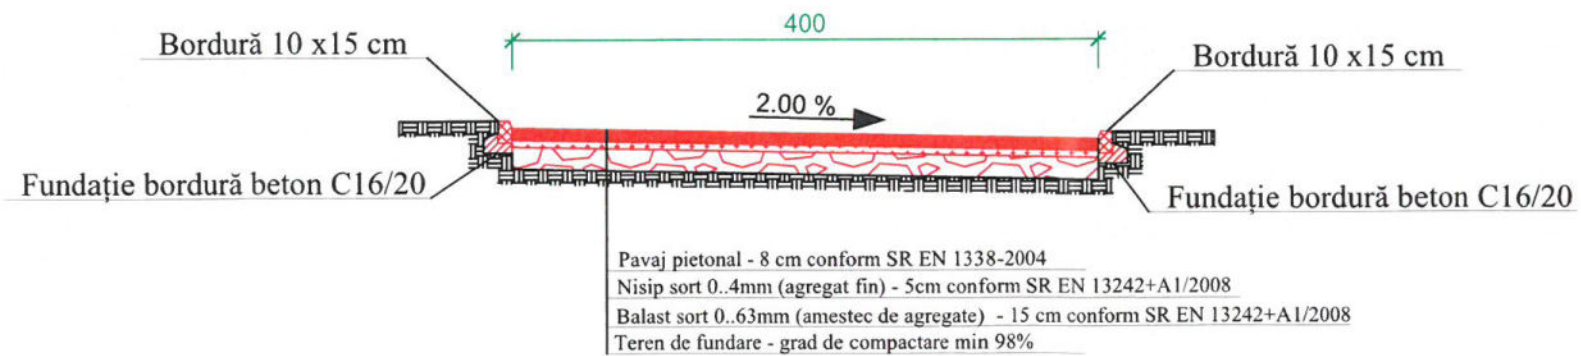 400
Bordură 10 x15 cm
Bordură 10 x15 cm
2.00 %
Fundație bordură beton C16/20
Fundație bordură beton C16/20
Pavaj pietonal - 8 cm conform SR EN 1338-2004
Nisip sort 0..4mm (agregat fin) - 5cm conform SR EN 13242+A1/2008
Balast sort 0..63mm (amestec de agregate) - 15 cm conform SR EN 13242+A1/2008
Teren de fundare - grad de compactare min 98%